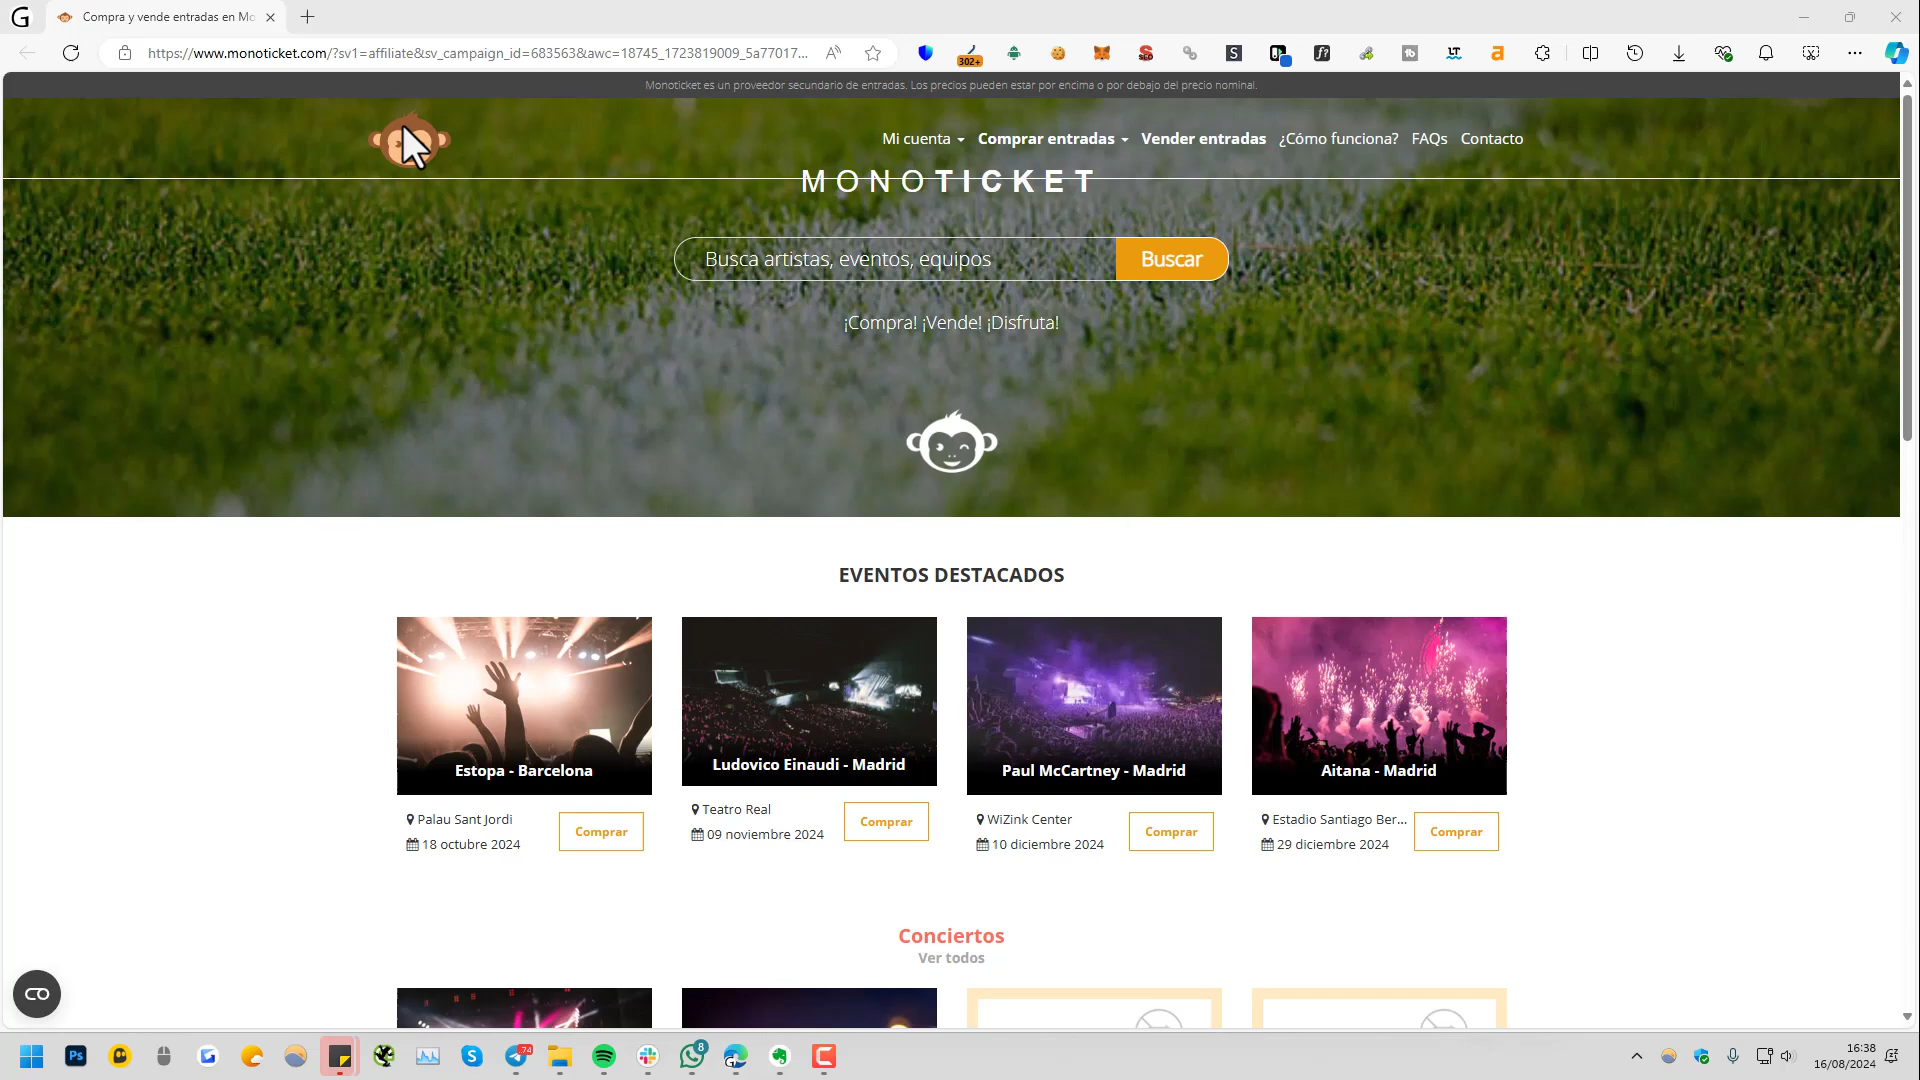 Compra y vende entradas en Mo
https://www.monoticket.com/?sv1=affiliate&sv_campaign_id=683563&awc=18745_1723819009_5a77017...
302+
Monoticket es un proveedor secundario de entradas. Los precios pueden estar por encima o por debajo del precio nominal.
Mi cuenta
Comprar entradas
Vender entradas
¿Cómo funciona?
FAQs
Contacto
MONOTICKET
Busca artistas, eventos, equipos
Buscar
¡Compra! ¡Vende! ¡Disfruta!
EVENTOS DESTACADOS
Estopa - Barcelona
Ludovico Einaudi - Madrid
Paul McCartney - Madrid
Aitana - Madrid
Palau Sant Jordi
18 octubre 2024
Comprar
Teatro Real
09 noviembre 2024
Comprar
WiZink Center
10 diciembre 2024
Comprar
Estadio Santiago Ber...
29 diciembre 2024
Comprar
Conciertos
Ver todos
Ps
74
8
16:38
16/08/2024